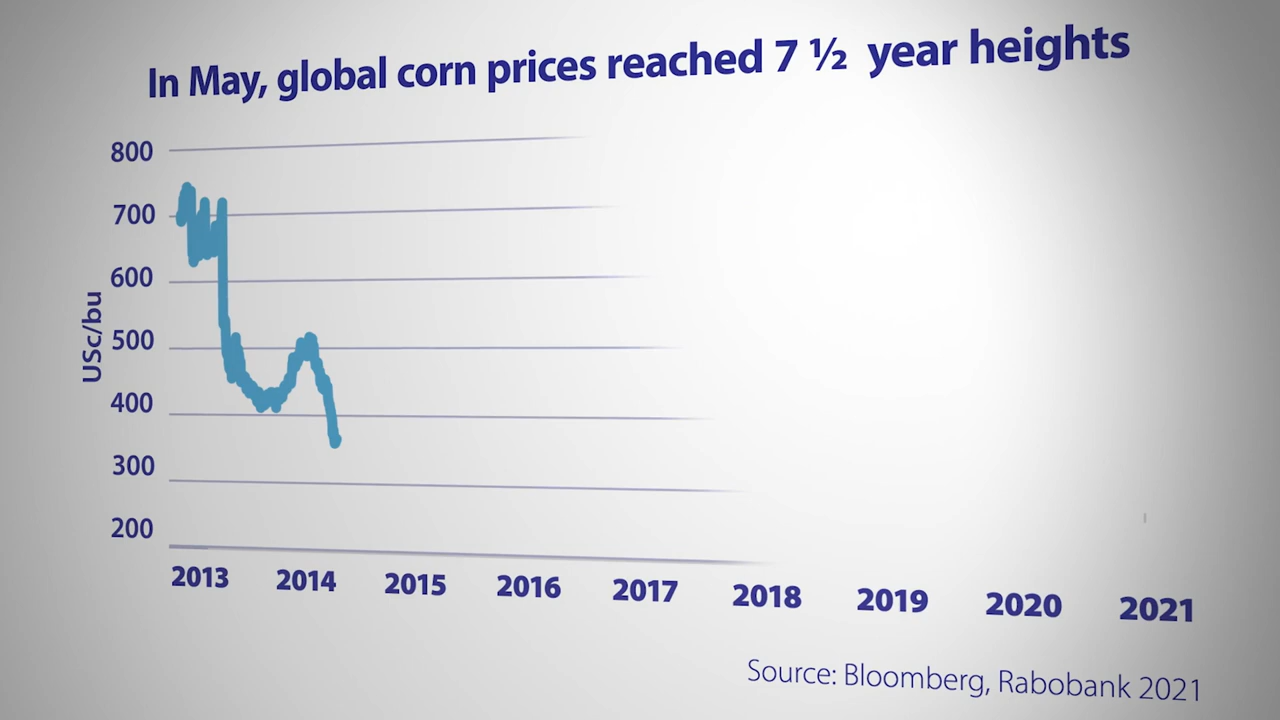 In May, global corn prices reached 7 ½ year heights
800
700
600
500
400
300
200
USc/bu
2013 2014 2015 2016 2017 2018 2019 2020 2021
Source: Bloomberg, Rabobank 2021